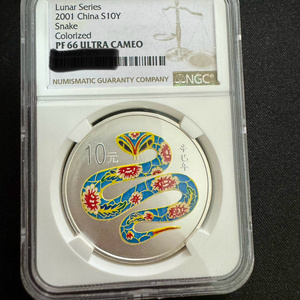 Lunar Series
2001 China S10Y
Snake
Colorized
PF 66 ULTRA CAMEO
NUMISMATIC GUARANTY COMPANY
NGC
10元
辛巳年